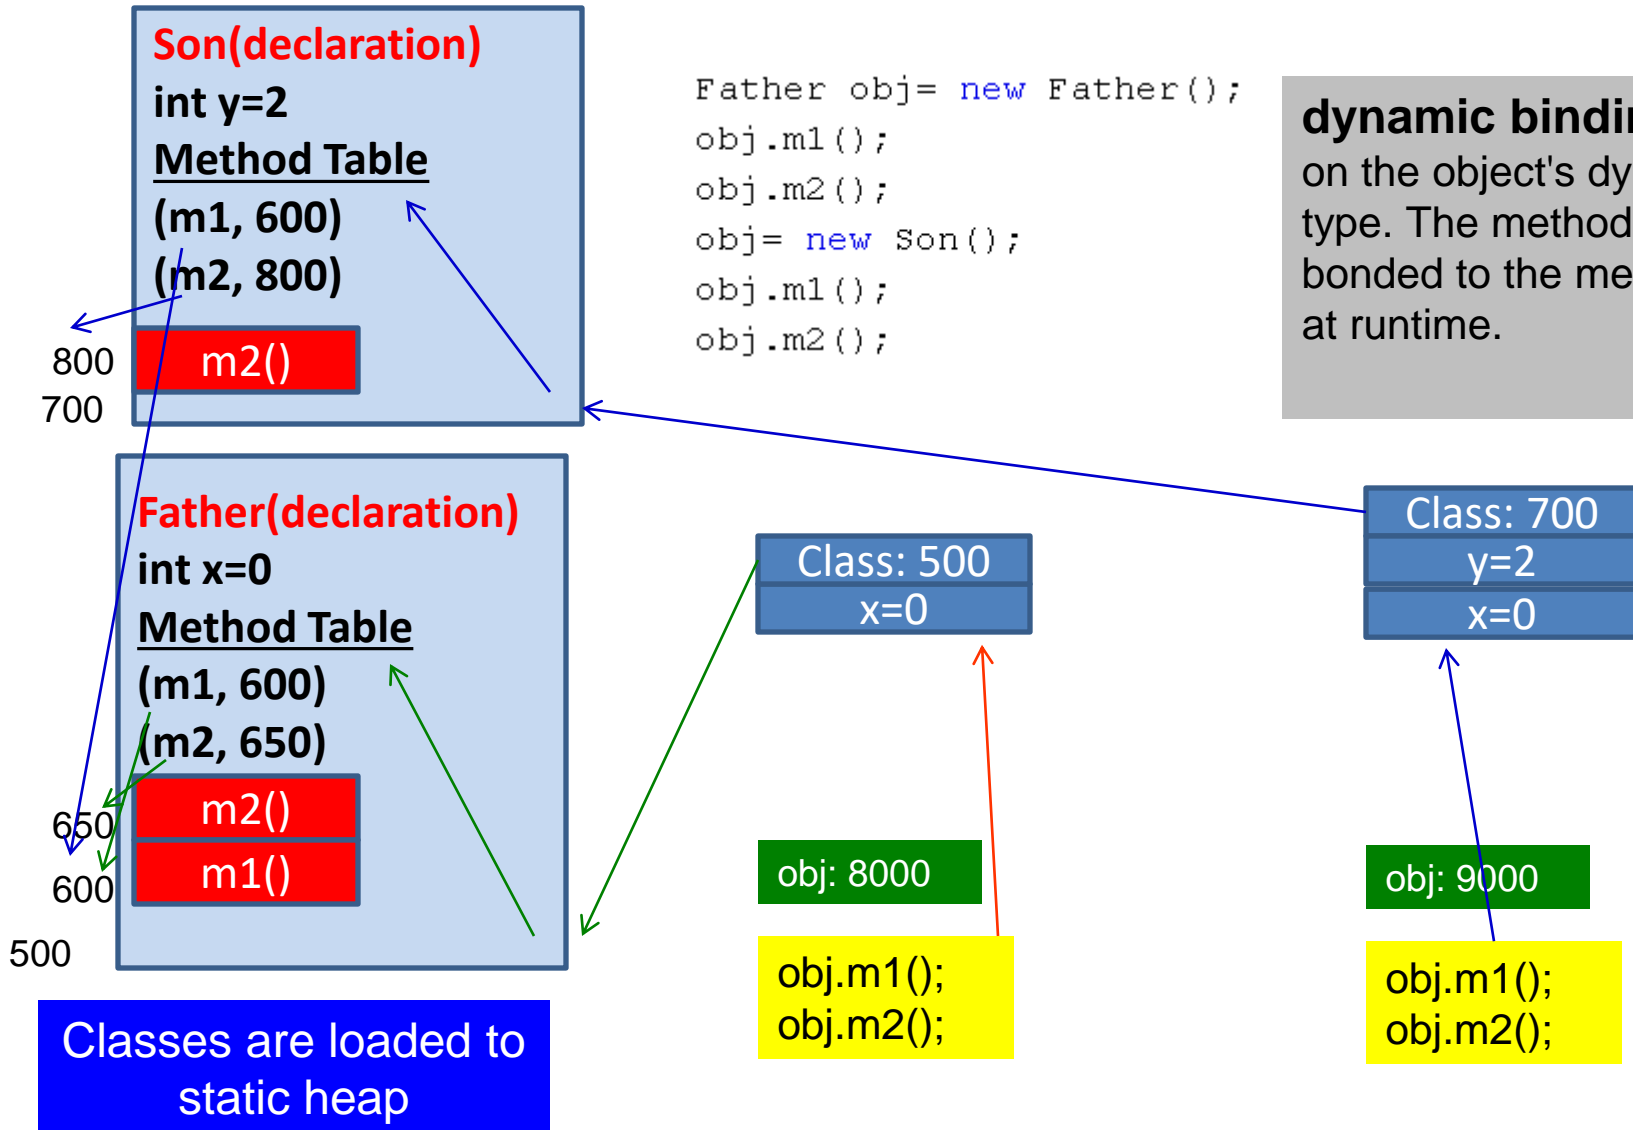 Son(declaration)
int y=2
Method Table
(m1, 600)
(m2, 800)
800
m2()
700
Father obj= new Father();
obj.m1();
obj.m2();
obj= new Son();
obj.m1();
obj.m2();
dynamic
on the object's
type. The method
bonded to the
at runtime.
Father(declaration)
int x=0
Method Table
(m1, 600)
(m2, 650)
650
m2()
600
m1()
500
Classes are loaded to
static heap
Class: 500
x=0
obj: 8000
obj.m1();
obj.m2();
Class: 700
y=2
x=0
obj: 9000
obj.m1();
obj.m2();